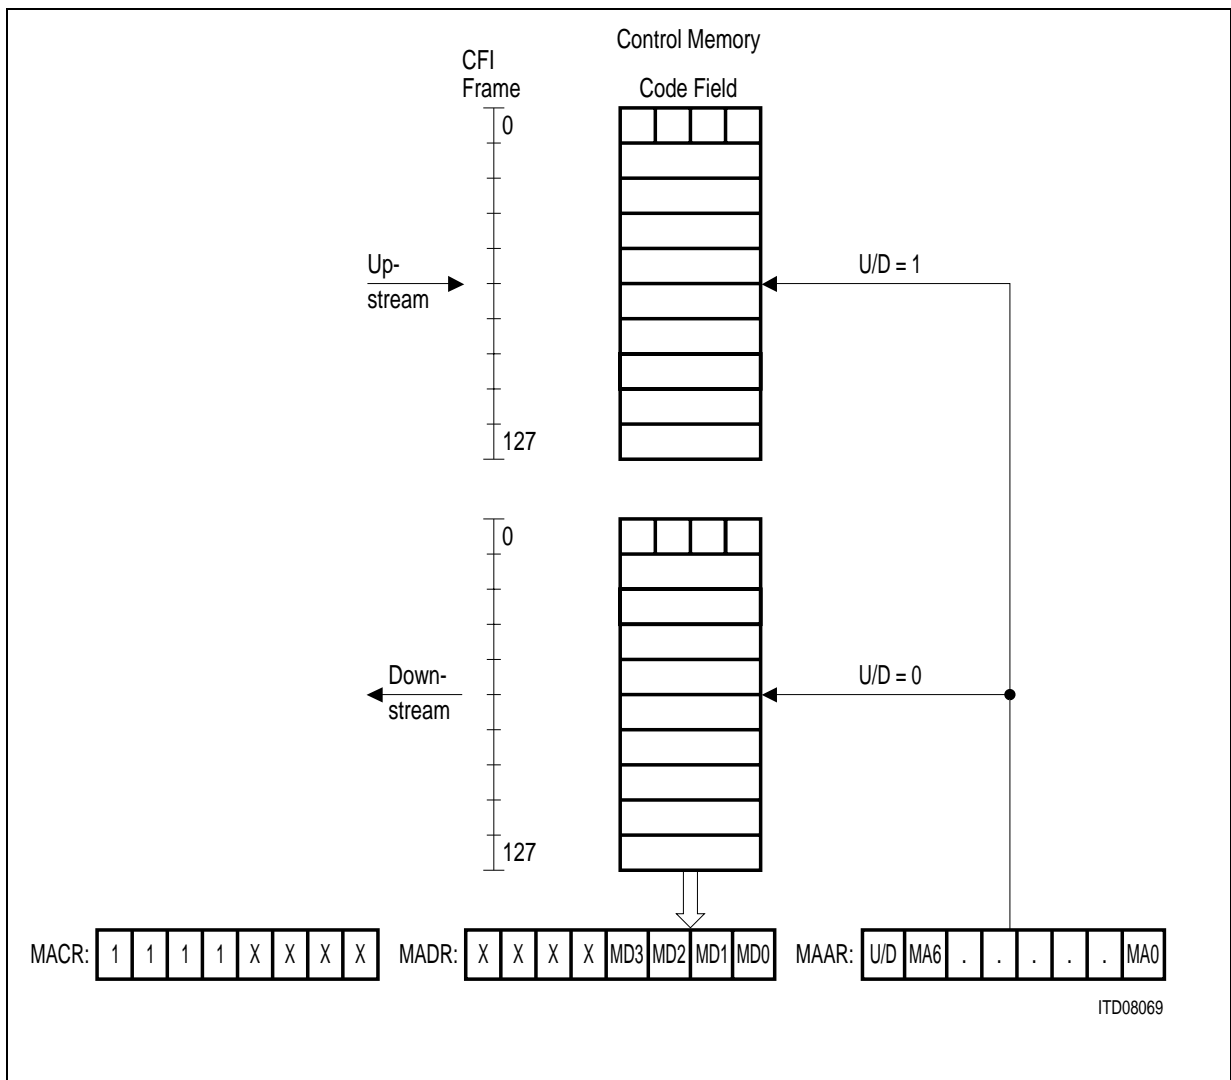 Control Memory
CFI
Frame
Code Field
0
Up-
stream
U/D = 1
127
0
Down-
stream
U/D = 0
127
MACR: 1 1 1 1 X X X X
MADR: X X X X MD3 MD2 MD1 MD0
MAAR: U/D MA6 . . . . . MA0
ITD08069